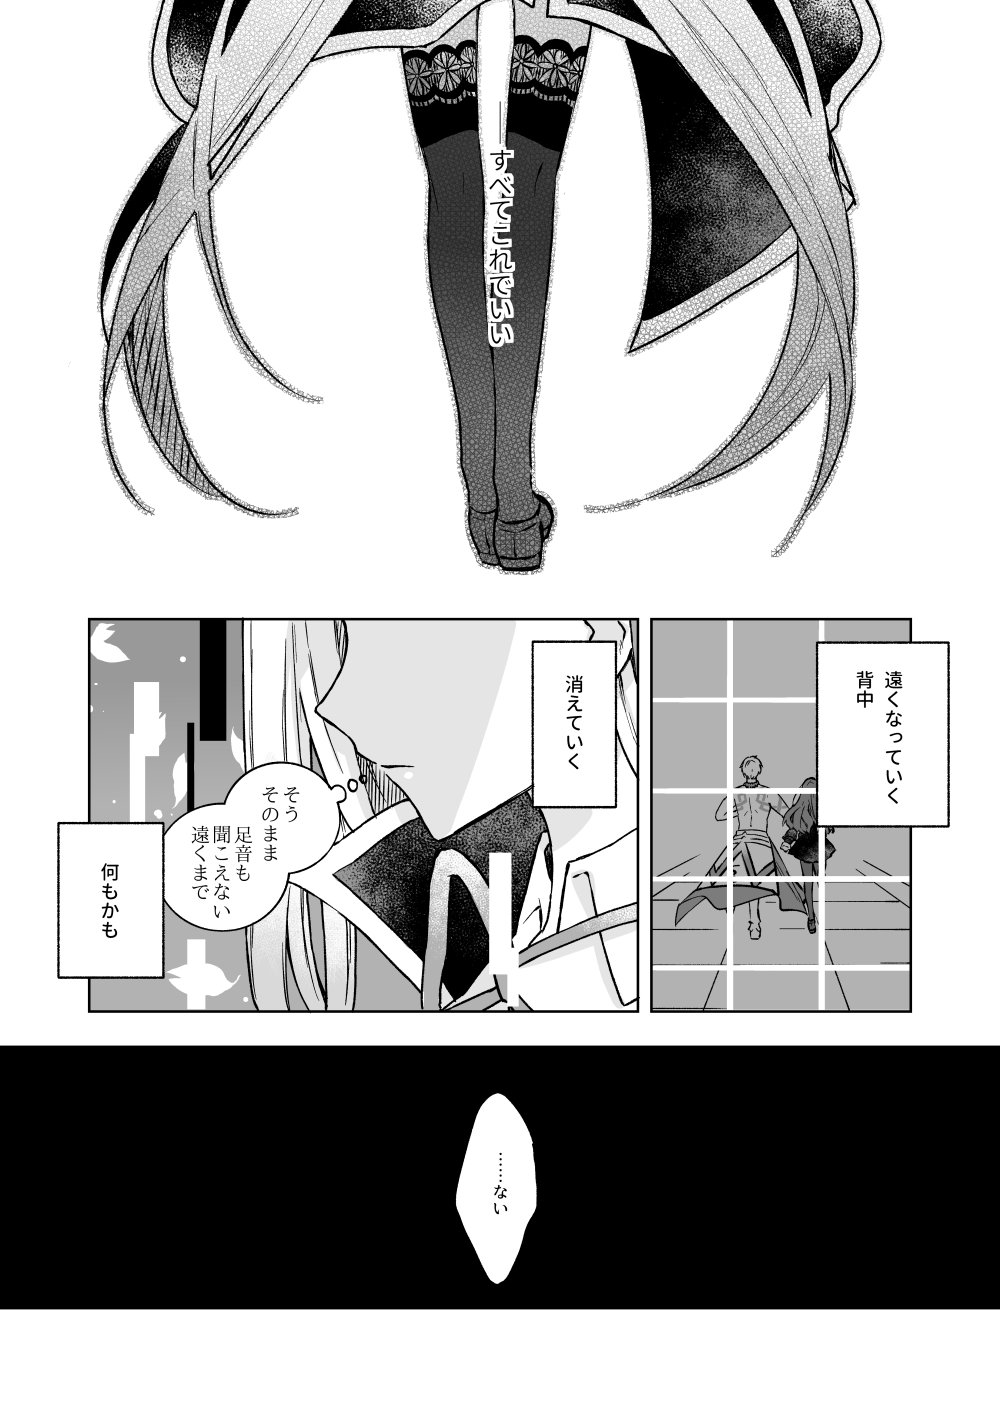 ―すべてこれでいい
遠くなっていく
背中
消えていく
そう
そのまま
足音も
聞こえない
遠くまで
何もかも
……ない